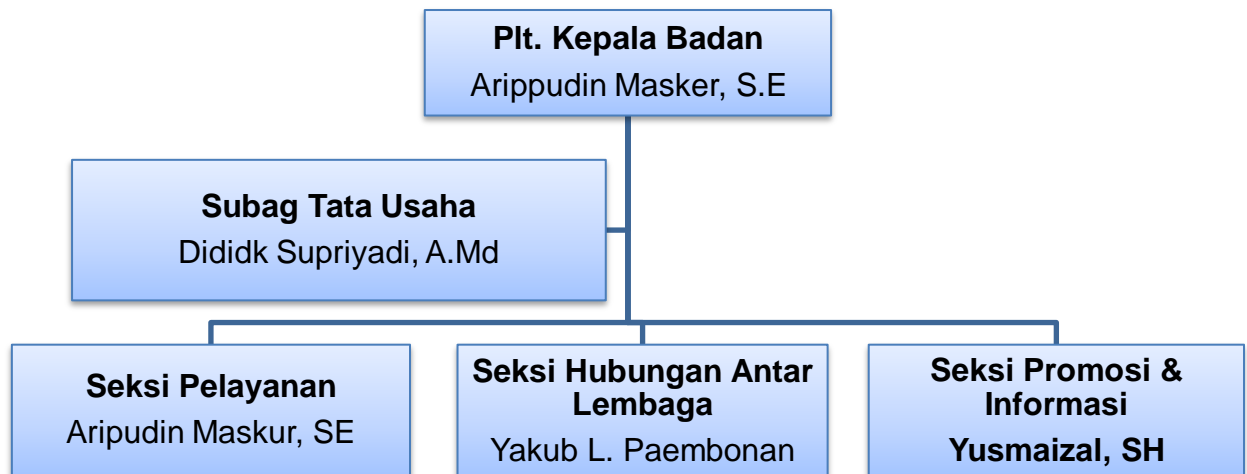 Plt. Kepala Badan
Arippudin Masker, S.E
Subag Tata Usaha
Dididk Supriyadi, A.Md
Seksi Pelayanan
Aripudin Maskur, SE
Seksi Hubungan Antar
Lembaga
Yakub L. Paembonan
Seksi Promosi &
Informasi
Yusmaizal, SH